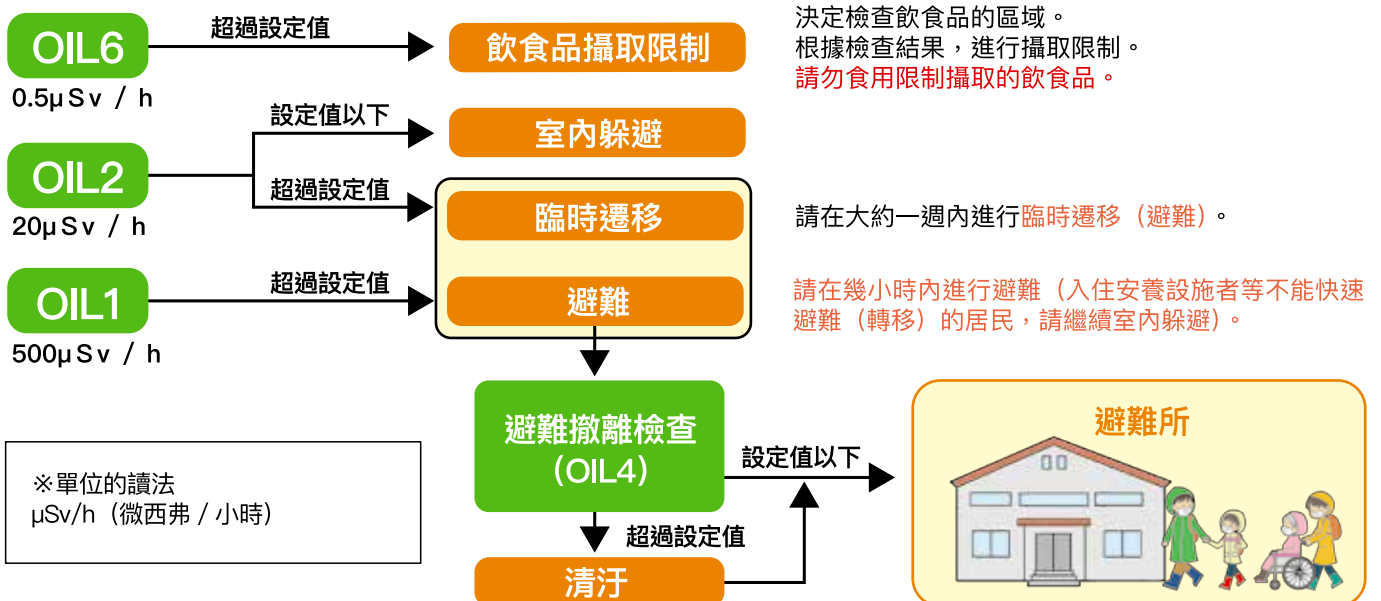 OIL6
0.5μSv / h
超過設定值
飲食品攝取限制
決定檢查飲食品的區域。
根據檢查結果，進行攝取限制。
請勿食用限制攝取的飲食品。
OIL2
20μSv / h
設定值以下
室內躲避
超過設定值
臨時遷移
請在大約一週內進行臨時遷移（避難）。
OIL1
500μSv / h
超過設定值
避難
請在幾小時內進行避難（入住安養設施者等不能快速
避難（轉移）的居民，請繼續室內躲避）。
避難撤離檢查
（OIL4）
設定值以下
超過設定值
清汙
避難所
※單位的讀法
μSv/h（微西弗 / 小時）